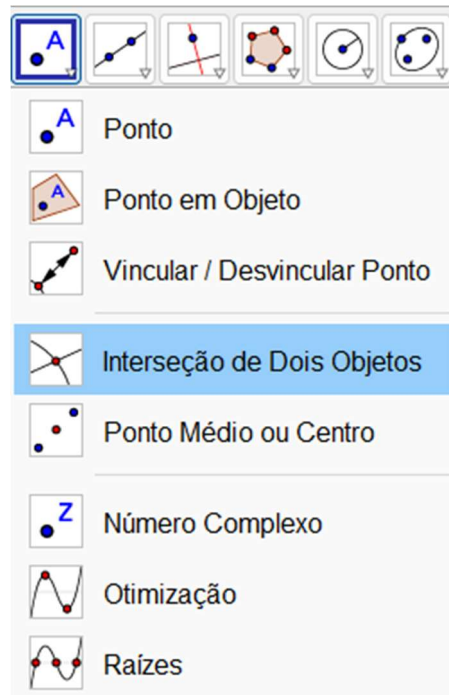 A
A
Ponto
A
Ponto em Objeto
Vincular / Desvincular Ponto
Interseção de Dois Objetos
Ponto Médio ou Centro
Z
Número Complexo
Otimização
Raízes